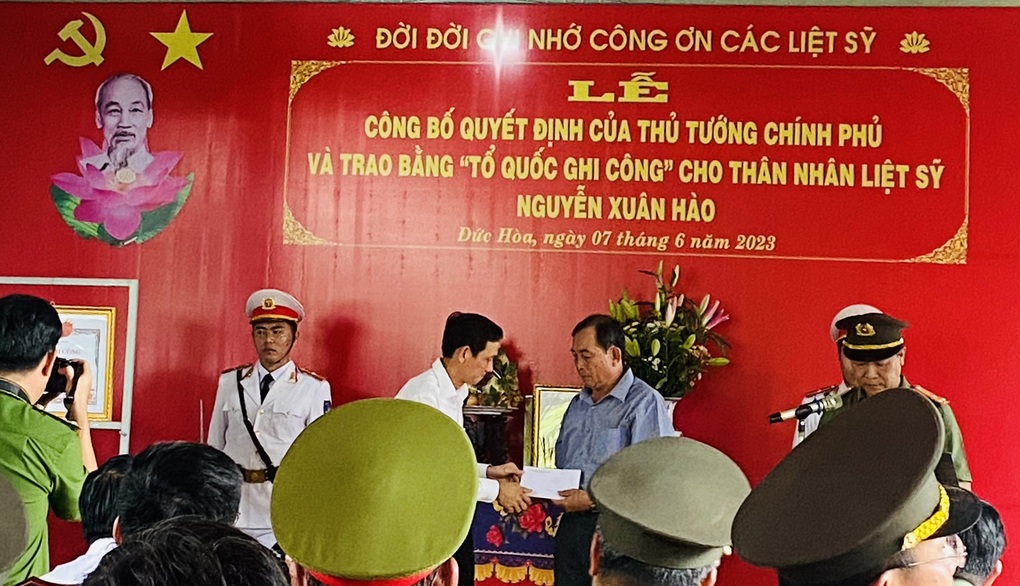 ĐỜI ĐỜI GHI NHỚ CÔNG ƠN CÁC LIỆT SỸ
LỄ
CÔNG BỐ QUYẾT ĐỊNH CỦA THỦ TƯỚNG CHÍNH PHỦ
VÀ TRAO BẰNG “TỔ QUỐC GHI CÔNG” CHO THÂN NHÂN LIỆT SỸ
NGUYỄN XUÂN HÀO
Đức Hòa, ngày 07 tháng 6 năm 2023